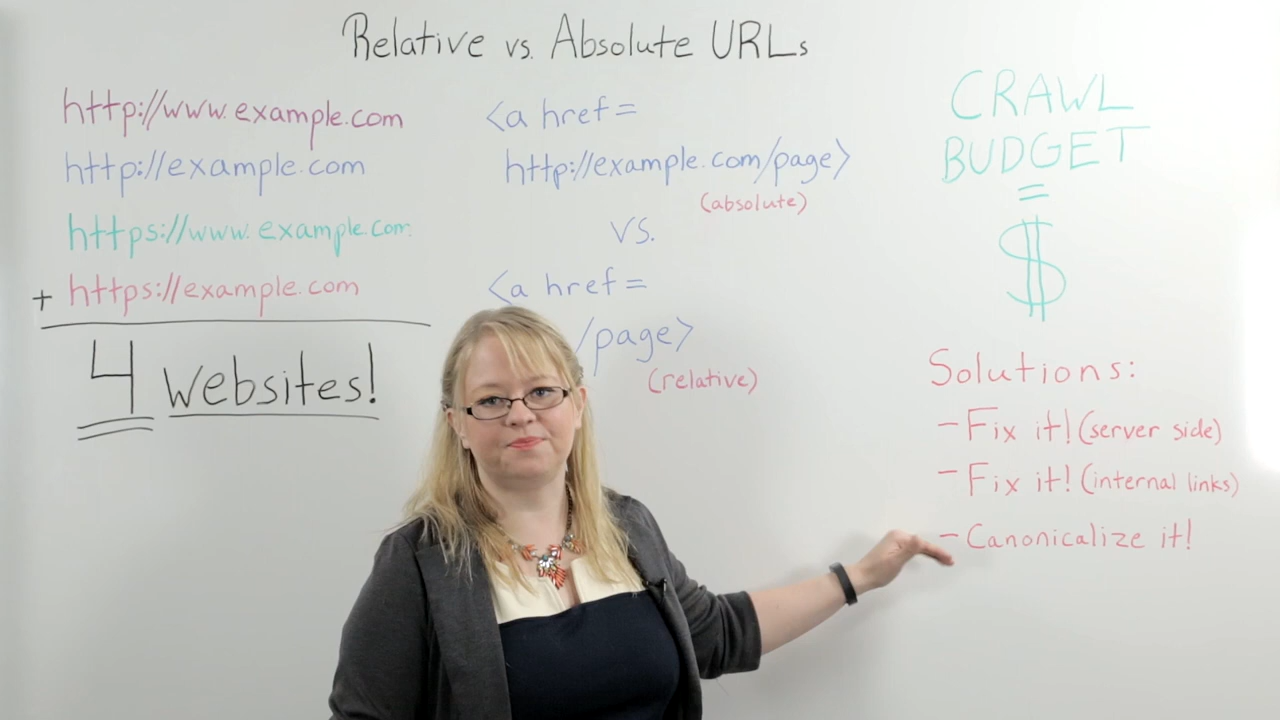 Relative vs. Absolute URLs
http://www.example.com
http://example.com
https://www.example.com
+ https://example.com
4 Websites!
<a href=
http://example.com/page>
(absolute)
VS.
<a href=
/page>
(relative)
CRAWL
BUDGET
=
$
Solutions:
- Fix it! (server side)
- Fix it! (internal links)
- Canonicalize it!